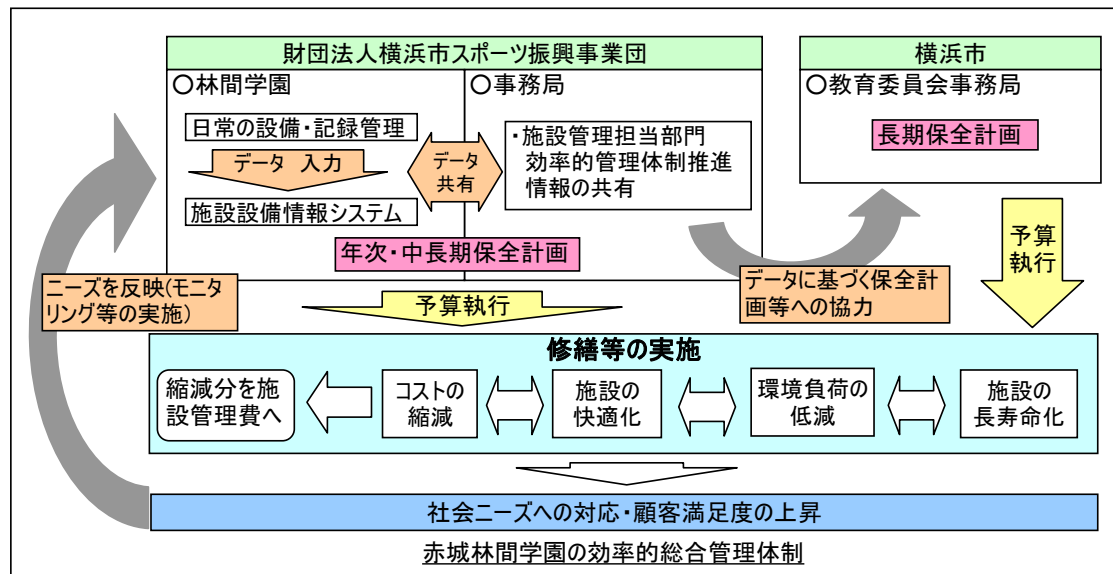 財団法人横浜市スポーツ振興事業団
横浜市
○林間学園
○事務局
○教育委員会事務局
日常の設備・記録管理
データ 入力
施設設備情報システム
データ
共有
・施設管理担当部門
効率的管理体制推進
情報の共有
長期保全計画
年次・中長期保全計画
予算
執行
ニーズを反映(モニタ
リング等の実施)
予算執行
データに基づく保全計
画等への協力
修繕等の実施
縮減分を施
設管理費へ
コストの
縮減
施設の
快適化
環境負荷の
低減
施設の
長寿命化
社会ニーズへの対応・顧客満足度の上昇
赤城林間学園の効率的総合管理体制